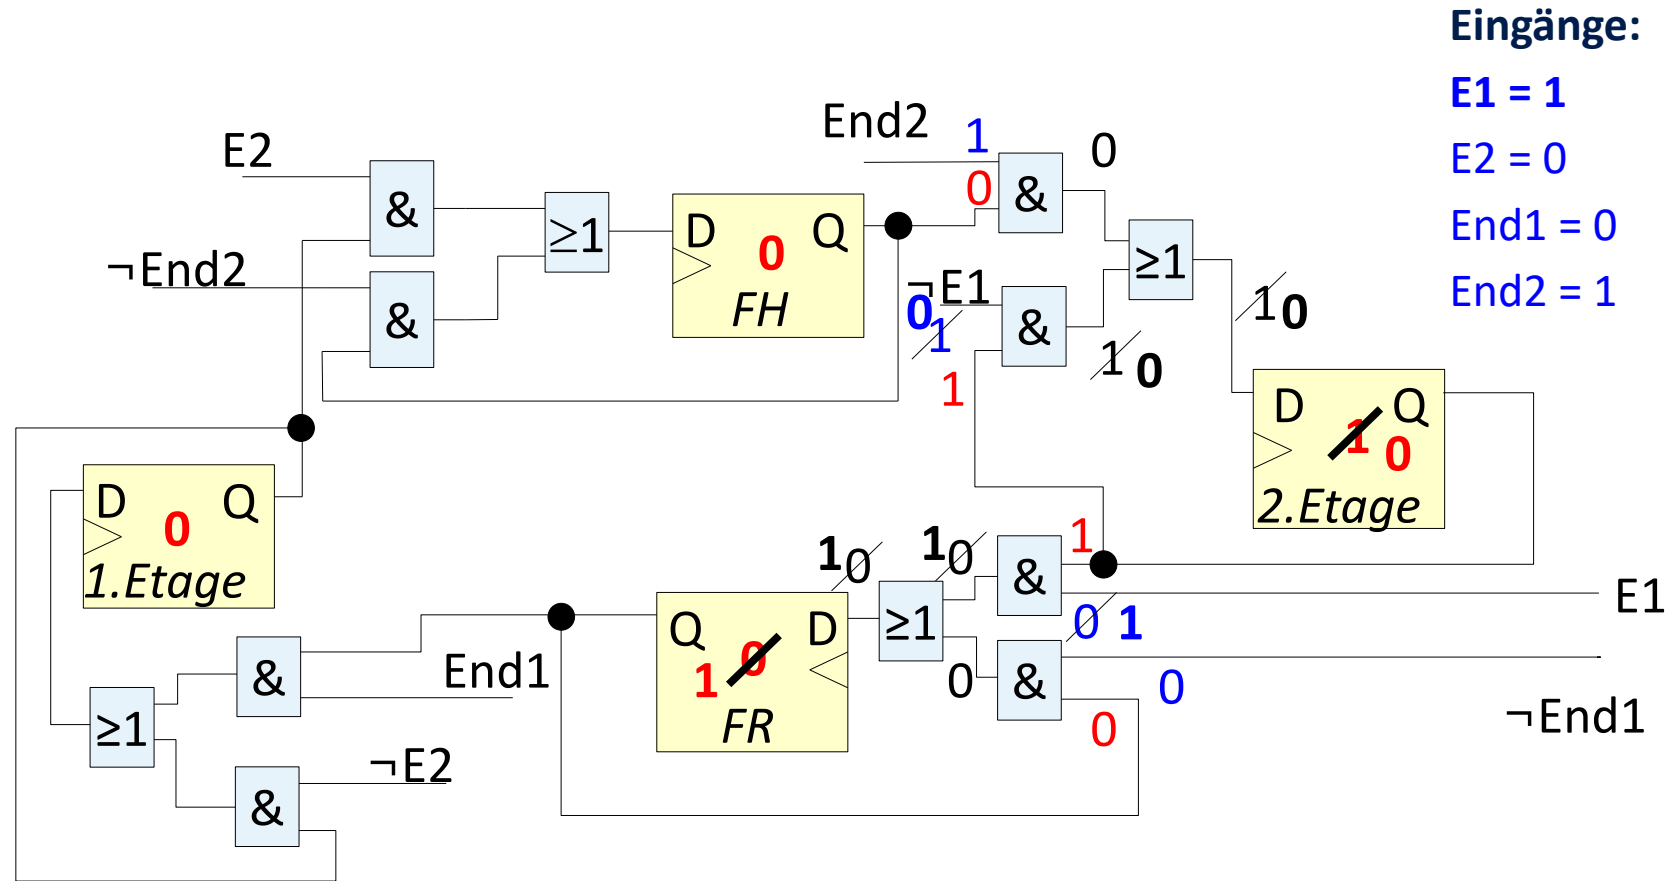 Eingänge:
E1 = 1
E2 = 0
End1 = 0
End2 = 1
E2
¬End2
&
&
≥1
D Q
0
FH
End2
1
0
&
0
¬E1
0
1
1
&
1 0
≥1
1 0
D Q
1 0
2.Etage
D Q
0
1.Etage
&
End1
≥1
¬E2
&
Q D
1 0
FR
1 0
≥1
1 0
0
&
1
E1
0 1
&
0
0
¬End1